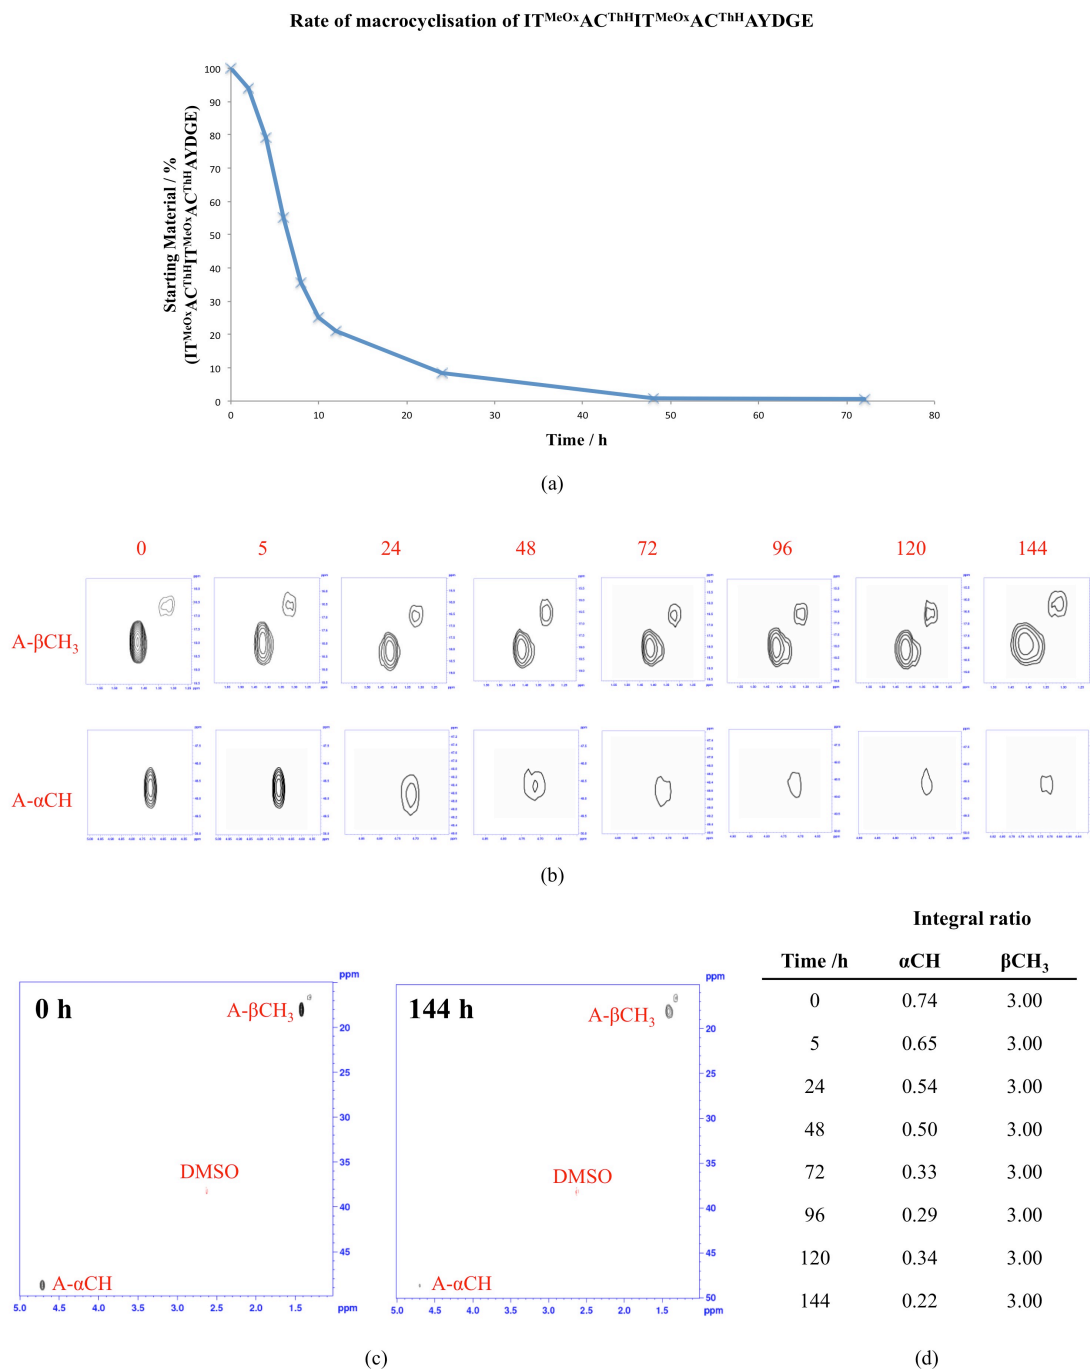 Rate of macrocyclisation of IT^MeOx AC^ThH IT^MeOx AC^ThH AYDGE
Starting Material / %
(IT^MeOx AC^ThH IT^MeOx AC^ThH AYDGE)
100
90
80
70
60
50
40
30
20
10
0
0 10 20 30 40 50 60 70 80
Time / h
(a)
0 5 24 48 72 96 120 144
A-βCH₃
A-αCH
(b)
0 h
A-βCH₃
DMSO
A-αCH
ppm
20
25
30
35
40
45
5.0 4.5 4.0 3.5 3.0 2.5 2.0 1.5 ppm
144 h
A-βCH₃
DMSO
A-αCH
ppm
20
25
30
35
40
45
50
5.0 4.5 4.0 3.5 3.0 2.5 2.0 1.5 ppm
(c)
Integral ratio
Time /h αCH βCH₃
0 0.74 3.00
5 0.65 3.00
24 0.54 3.00
48 0.50 3.00
72 0.33 3.00
96 0.29 3.00
120 0.34 3.00
144 0.22 3.00
(d)